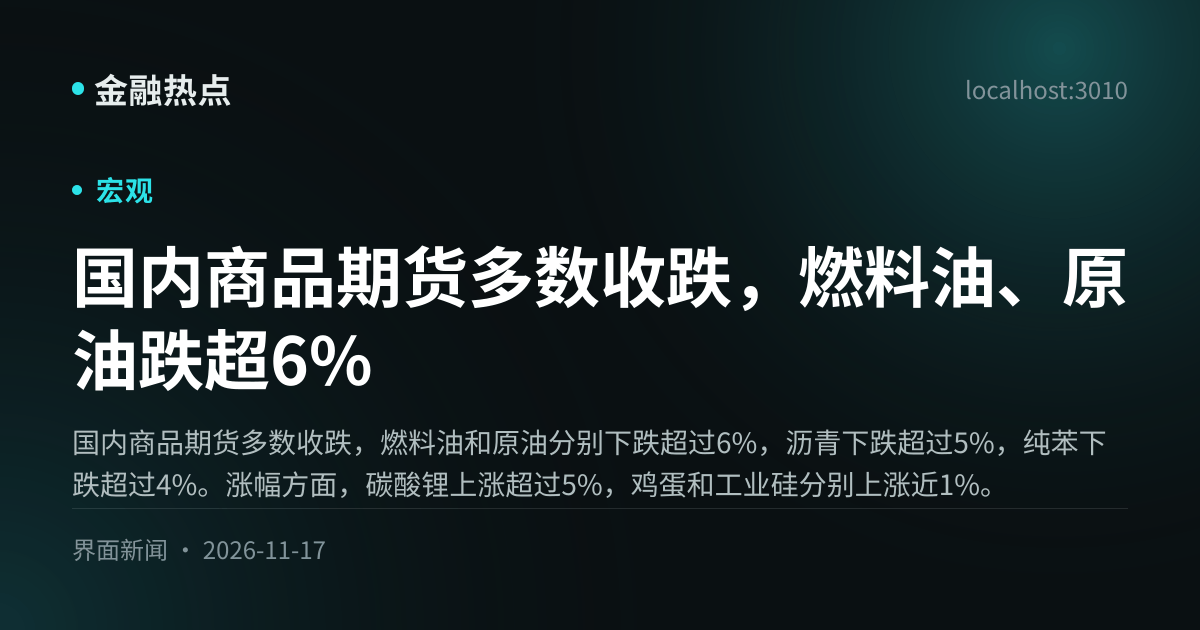 金融热点
localhost:3010
宏观
国内商品期货多数收跌，燃料油、原
油跌超6%
国内商品期货多数收跌，燃料油和原油分别下跌超过6%，沥青下跌超过5%，纯苯下
跌超过4%。涨幅方面，碳酸锂上涨超过5%，鸡蛋和工业硅分别上涨近1%。
界面新闻 • 2026-11-17